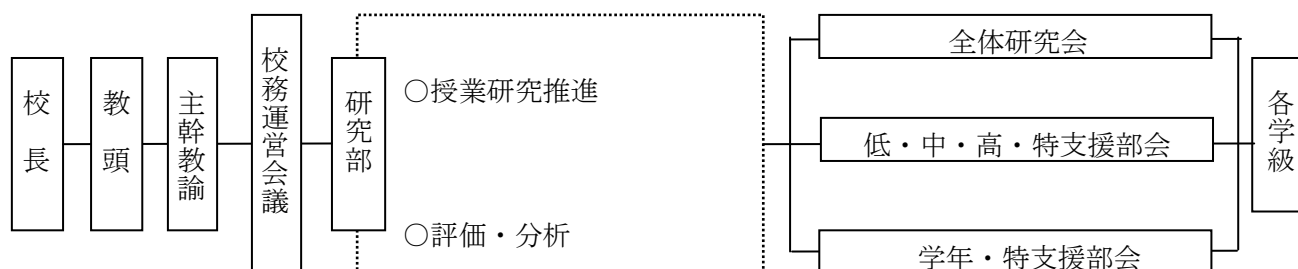 校長
教頭
主幹教諭
校務運営会議
研究部
○授業研究推進
○評価・分析
全体研究会
低・中・高・特支援部会
学年・特支援部会
各学級